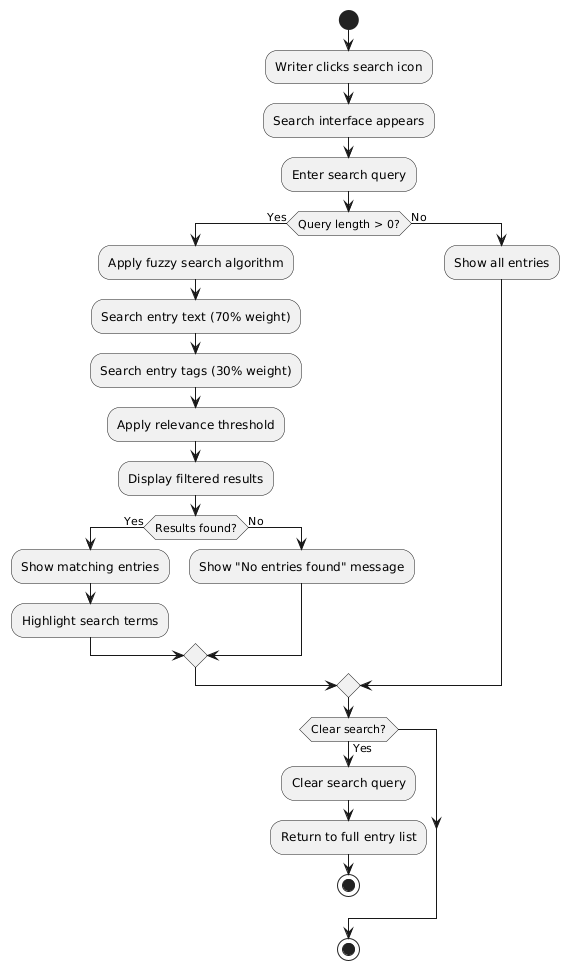 Writer clicks search icon
Search interface appears
Enter search query
Yes
Query length > 0?
No
Apply fuzzy search algorithm
Show all entries
Search entry text (70% weight)
Search entry tags (30% weight)
Apply relevance threshold
Display filtered results
Yes
Results found?
No
Show matching entries
Show "No entries found" message
Highlight search terms
Clear search?
Yes
Clear search query
Return to full entry list